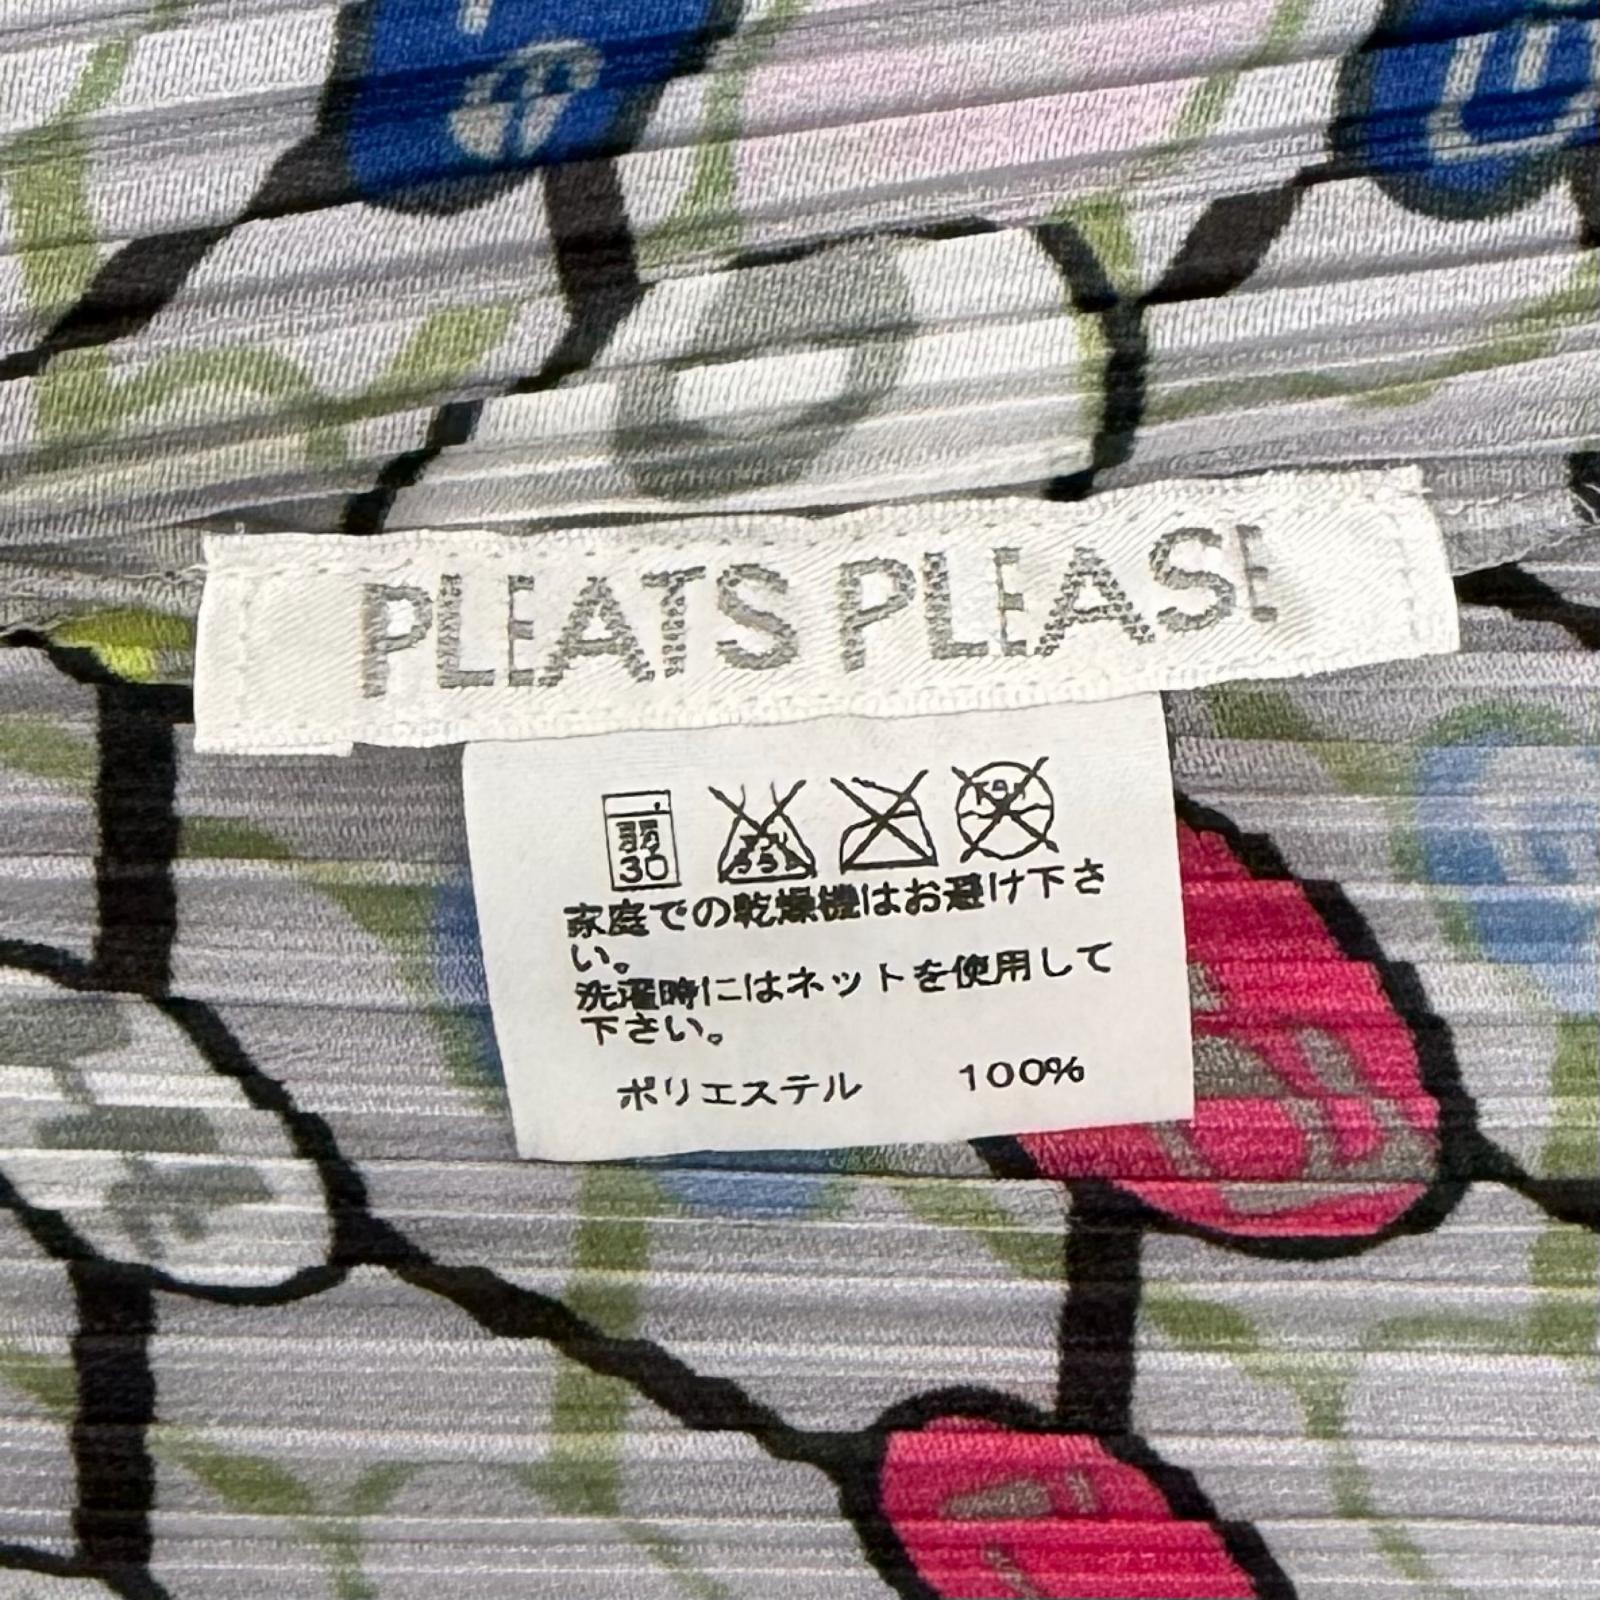 PLEATS PLEASE
弱
30
家庭での乾燥機はお避け下さ
い。
洗濯時にはネットを使用して
下さい。
ポリエステル 100%